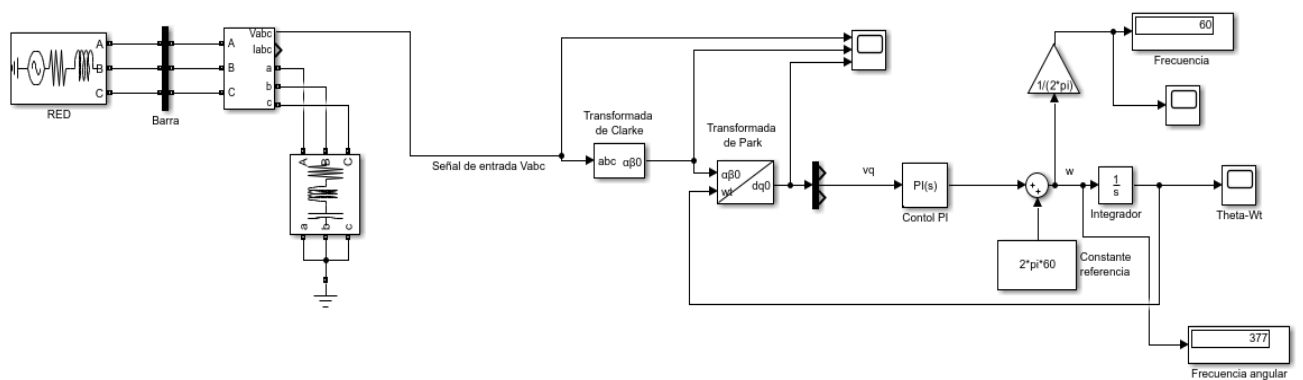 A
B
C
RED
Barra
A
B
C
Vabc
Iabc
a
b
c
A
B
C
a
b
c
Señal de entrada Vabc
Transformada
de Clarke
abc
αβ0
Transformada
de Park
αβ0
wt
dq0
vq
PI(s)
Contol PI
++
w
2*pi*60
Constante
referencia
1/(2*pi)
60
Frecuencia
1
s
Integrador
Theta-Wt
377
Frecuencia angular